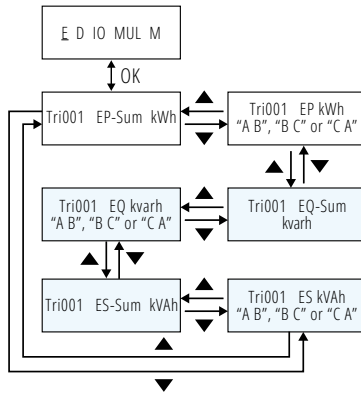 E D IO MUL M
OK
Tri001 EP-Sum kWh
Tri001 EP kWh
“A B”, “B C” or “C A”
Tri001 EQ kvarh
“A B”, “B C” or “C A”
Tri001 EQ-Sum
kvarh
Tri001 ES-Sum kVAh
Tri001 ES kVAh
“A B”, “B C” or “C A”